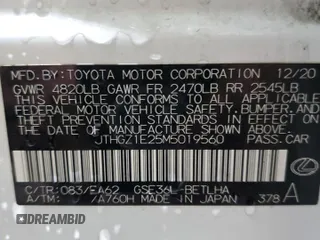 MFD. BY: TOYOTA MOTOR CORPORATION 12/20
GVWR 4820LB GAWR FR 2470LB RR 2545LB
THIS VEHICLE CONFORMS TO ALL APPLICABLE
FEDERAL MOTOR VEHICLE SAFETY, BUMPER, AND
THEFT PREVENTION STANDARDS IN EFFECT ON THE DATE
OF MANUFACTURE SHOWN ABOVE.
JTHGZ1E25M5019560 PASS.CAR
C/TR: 083/EA62 GSE36L-BETLHA
A/TM: /A760H MADE IN JAPAN 378 A
DEALERSHIP CAR